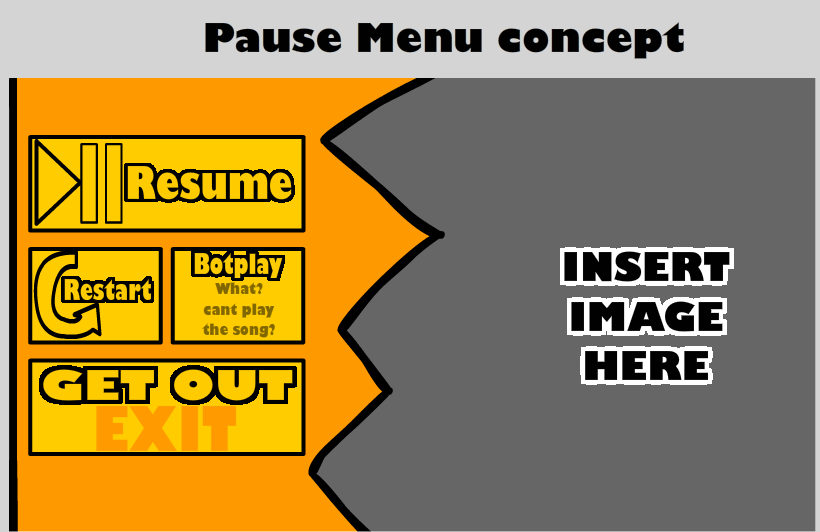 Pause Menu concept
Resume
Restart
Botplay
What?
cant play
the song?
GET OUT
EXIT
INSERT
IMAGE
HERE